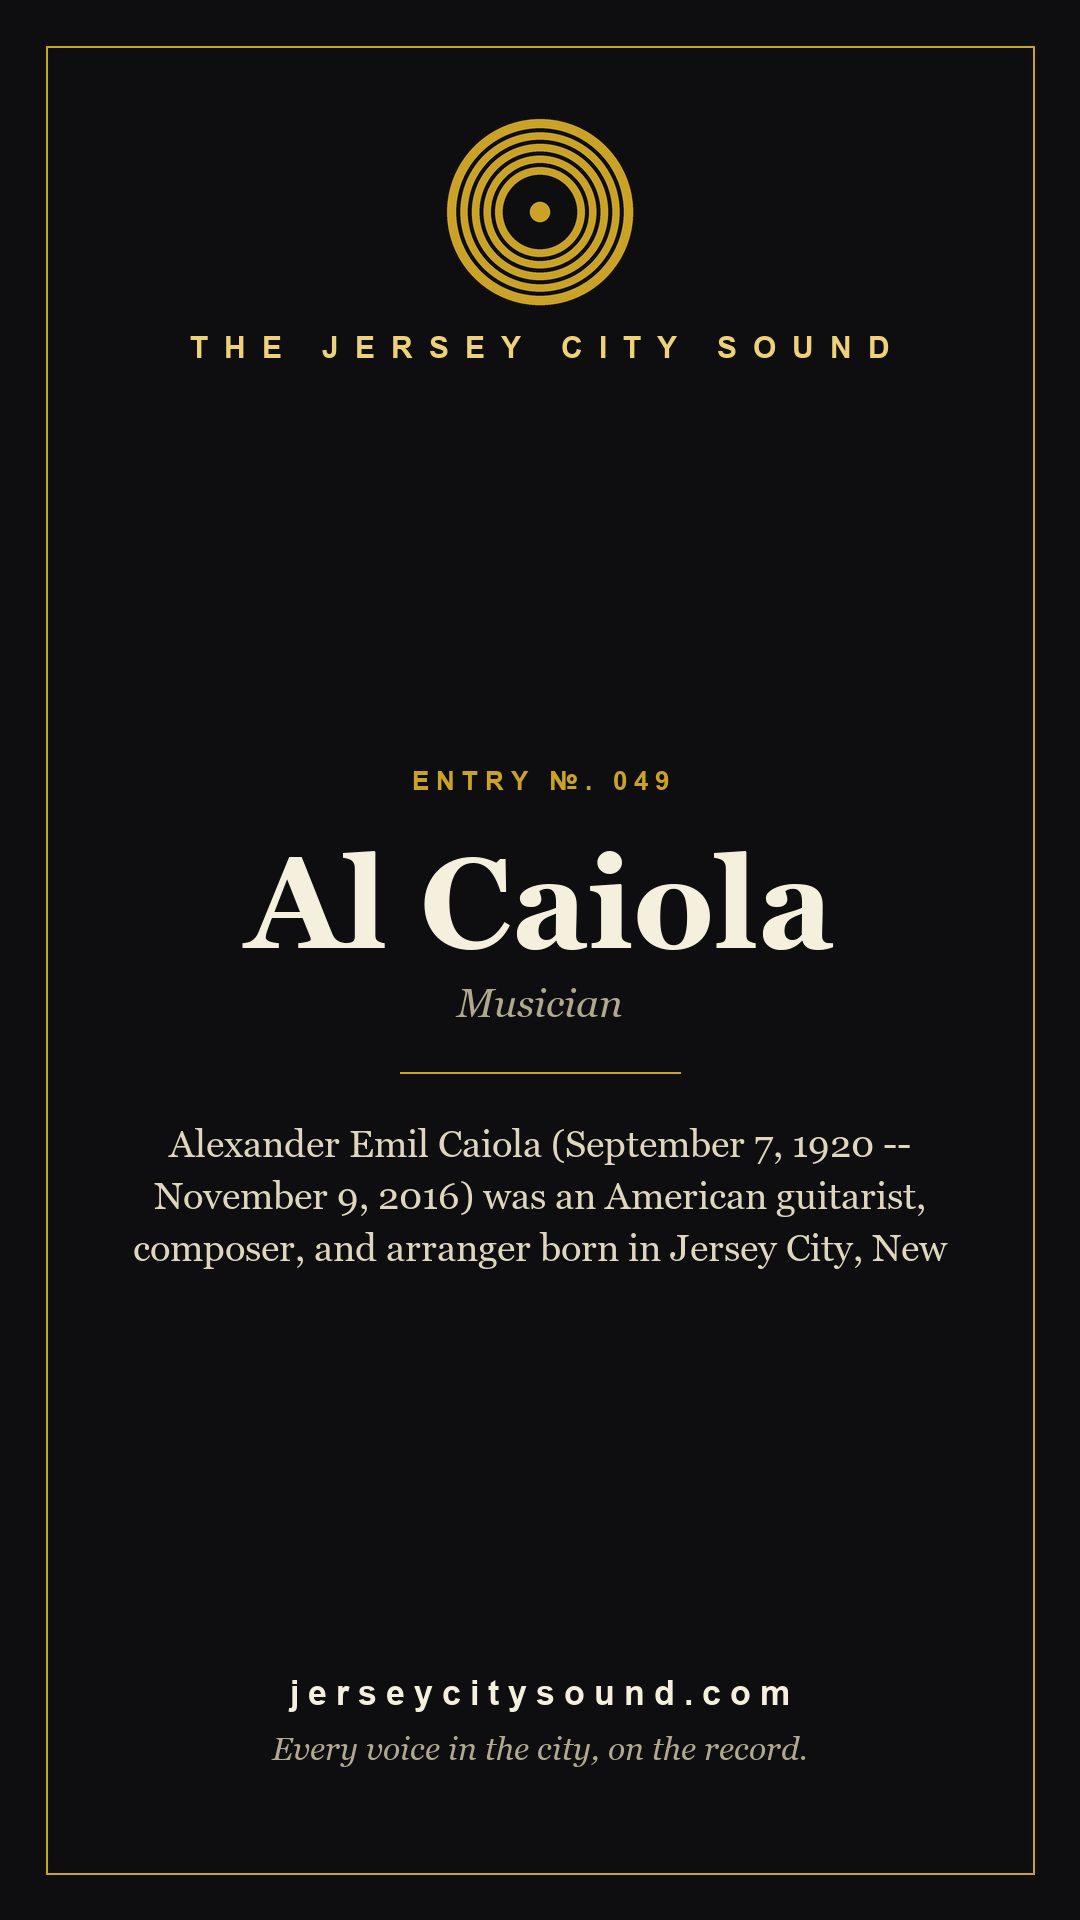 THE JERSEY CITY SOUND
ENTRY №. 049
Al Caiola
Musician
Alexander Emil Caiola (September 7, 1920 --
November 9, 2016) was an American guitarist,
composer, and arranger born in Jersey City, New
jerseycitysound.com
Every voice in the city, on the record.